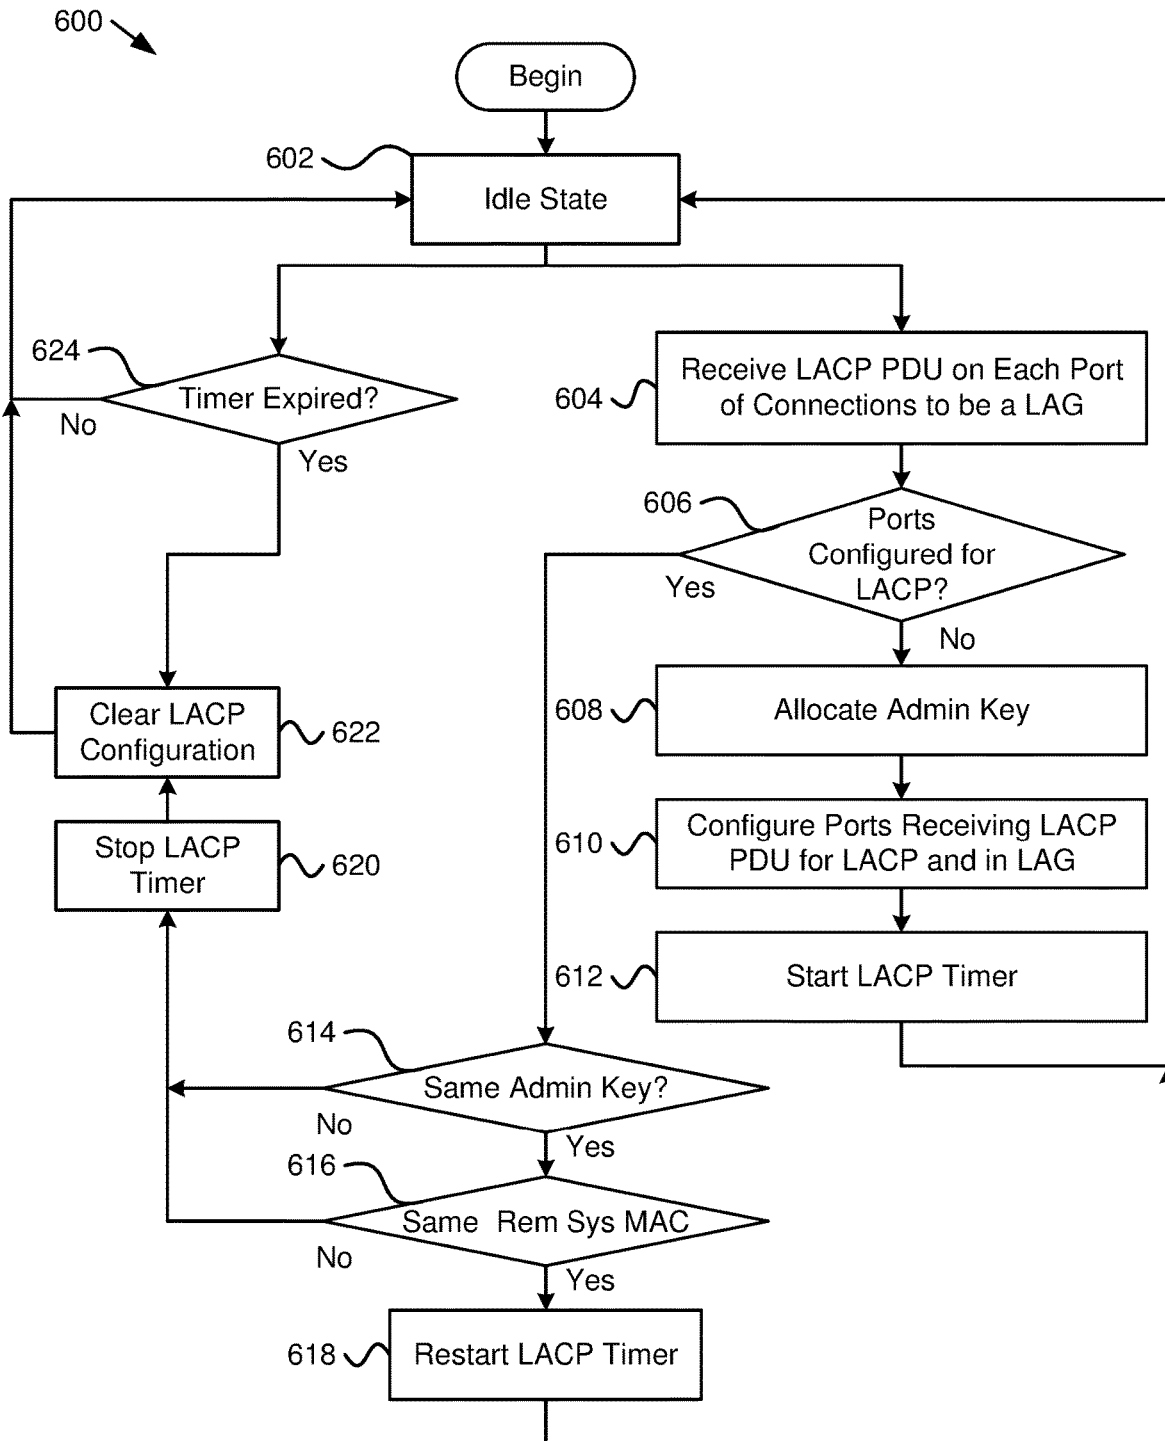 600
Begin
602
Idle State
624
Timer Expired?
No
Yes
604
Receive LACP PDU on Each Port
of Connections to be a LAG
606
Ports
Configured for
LACP?
Yes
No
608
Allocate Admin Key
Clear LACP
Configuration
622
610
Configure Ports Receiving LACP
PDU for LACP and in LAG
Stop LACP
Timer
620
612
Start LACP Timer
614
Same Admin Key?
No
Yes
616
Same Rem Sys MAC
No
Yes
618
Restart LACP Timer